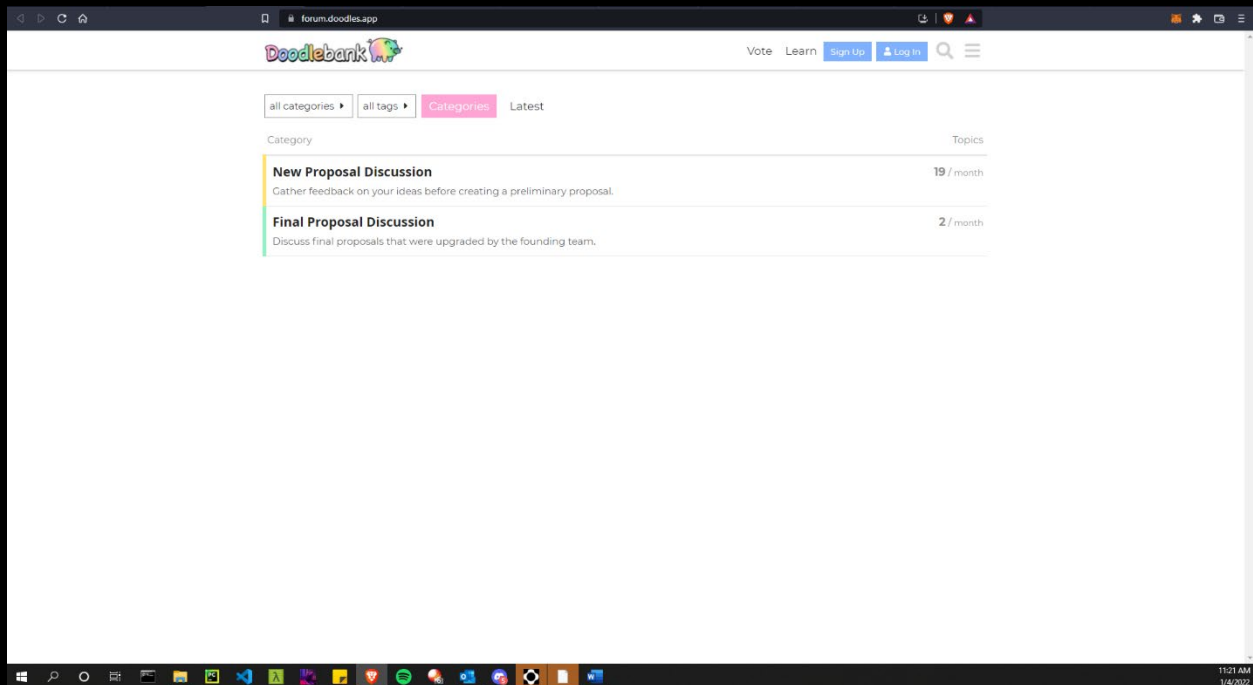 forum.doodles.app
Doodlebank
Vote Learn Sign Up Log In
all categories all tags Categories Latest
Category Topics
New Proposal Discussion 19 / month
Gather feedback on your ideas before creating a preliminary proposal.
Final Proposal Discussion 2 / month
Discuss final proposals that were upgraded by the founding team.
11:21 AM
1/4/2022